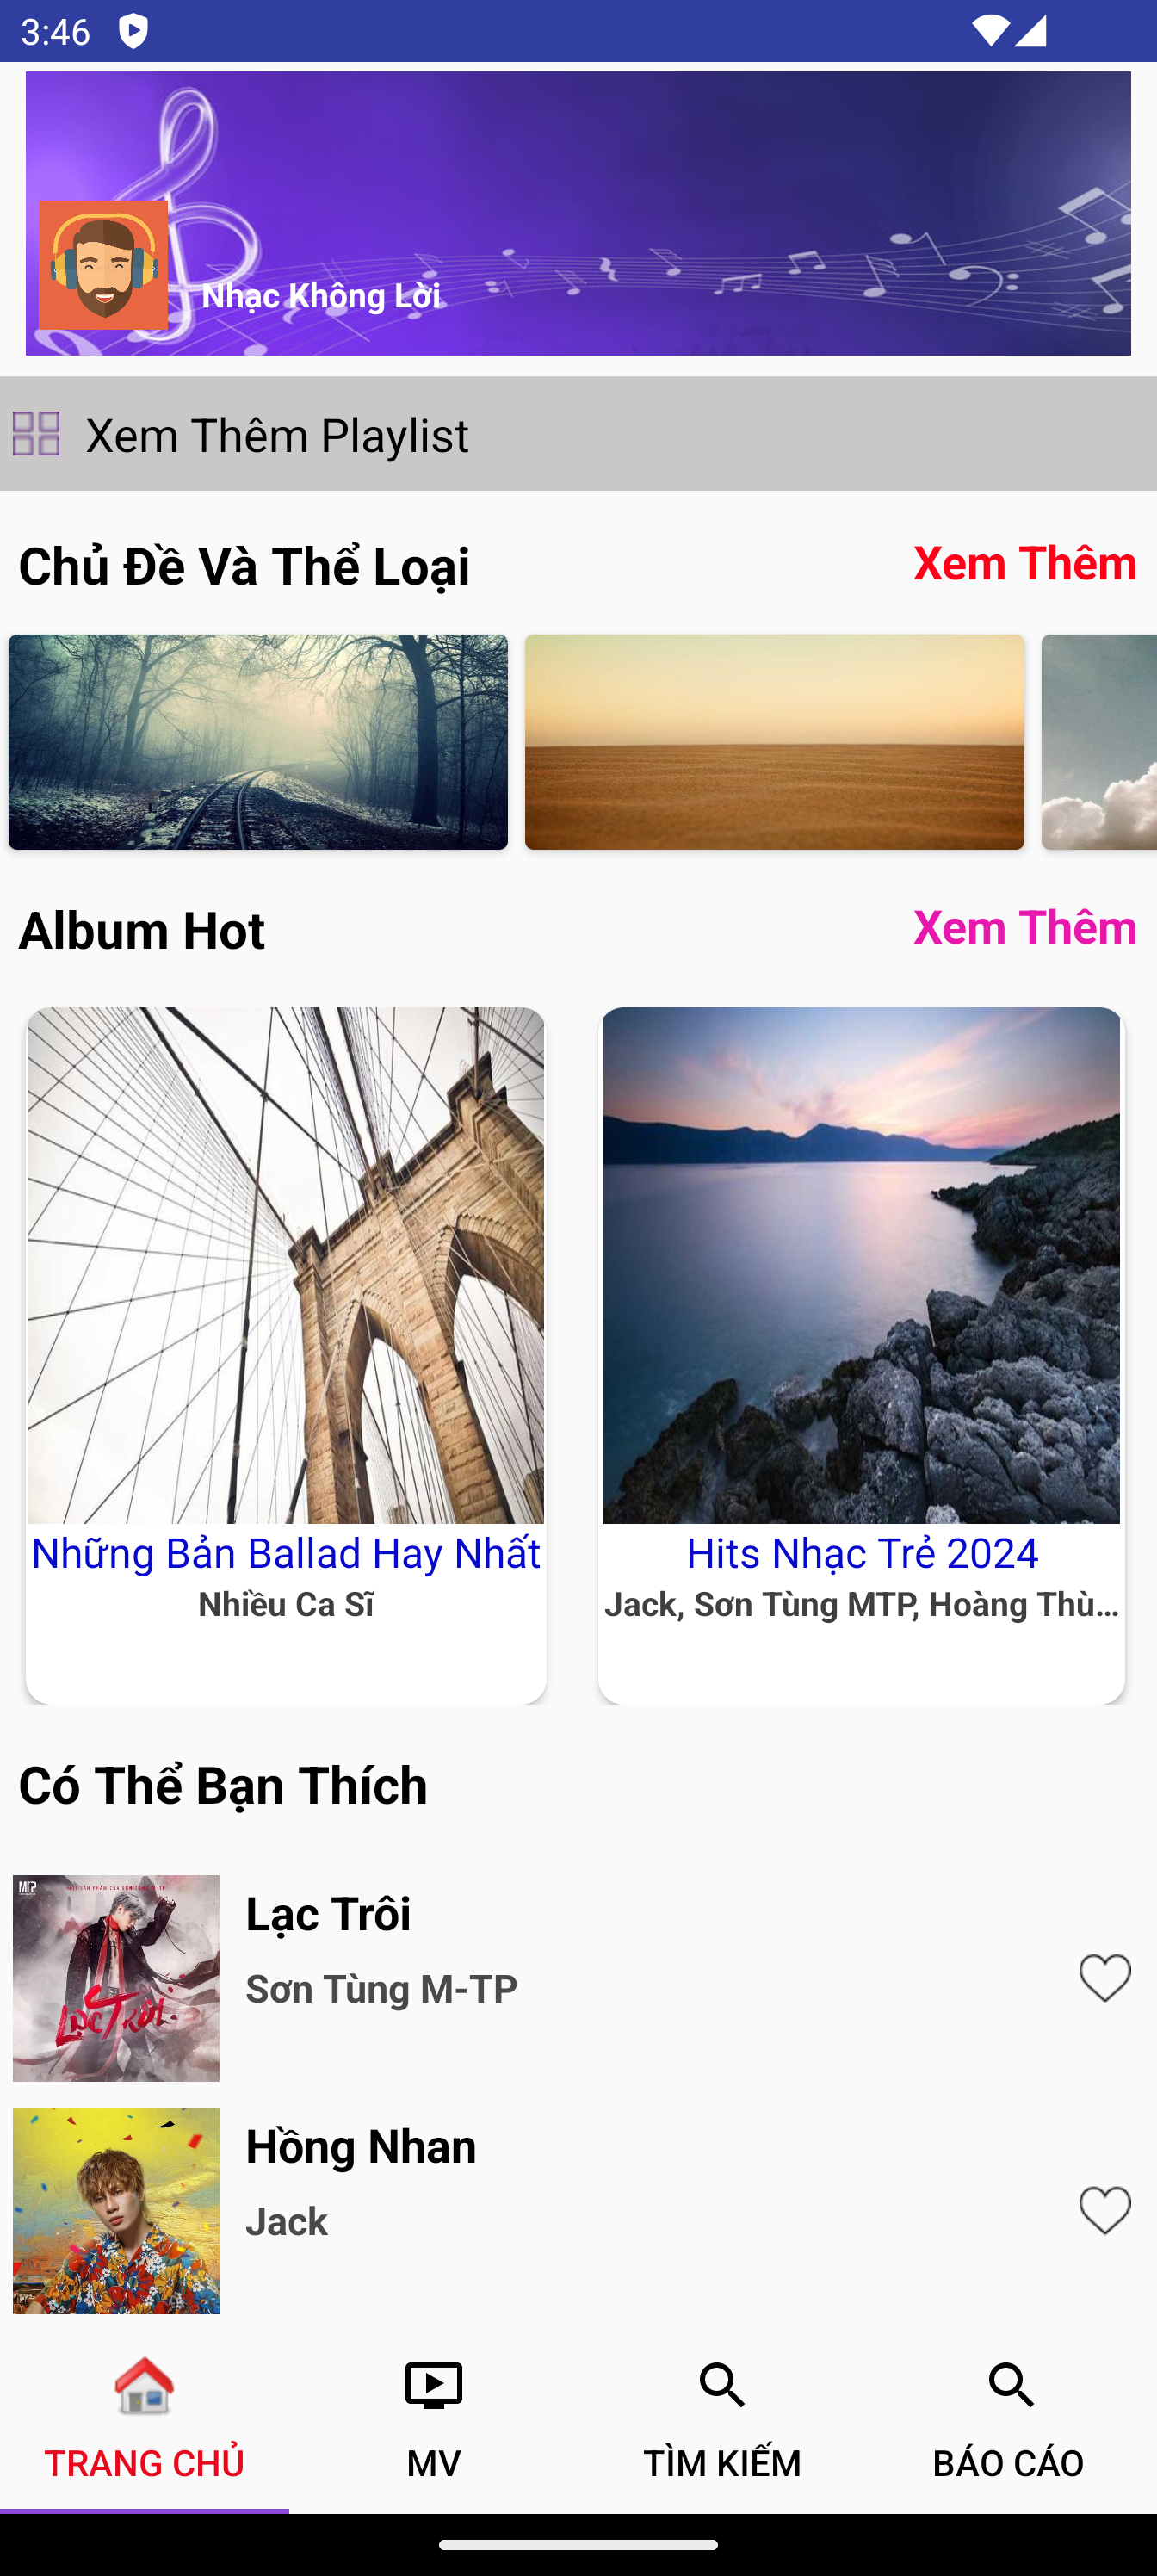 3:46
Nhạc Không Lời
Xem Thêm Playlist
Chủ Đề Và Thể Loại
Xem Thêm
Album Hot
Xem Thêm
Những Bản Ballad Hay Nhất
Nhiều Ca Sĩ
Hits Nhạc Trẻ 2024
Jack, Sơn Tùng MTP, Hoàng Thù...
Có Thể Bạn Thích
LẠC TRÔI
Lạc Trôi
Sơn Tùng M-TP
Hồng Nhan
Jack
TRANG CHỦ
MV
TÌM KIẾM
BÁO CÁO